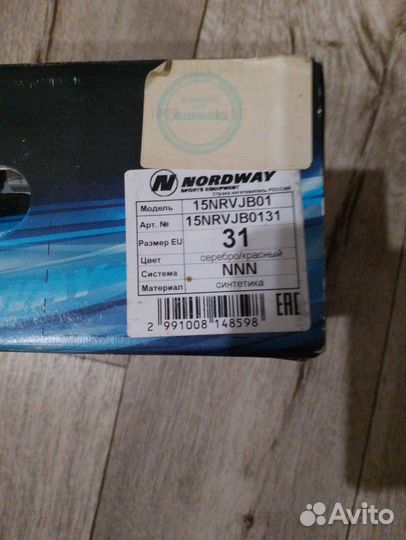 NORDWAY
SPORTS EQUIPMENT
Страна изготовитель РОССИЯ
Модель 15NRVJB01
Арт. № 15NRVJB0131
Размер EU 31
Цвет серебро/красный
Система NNN
Материал синтетика
2 991008 148598
EAC
Avito